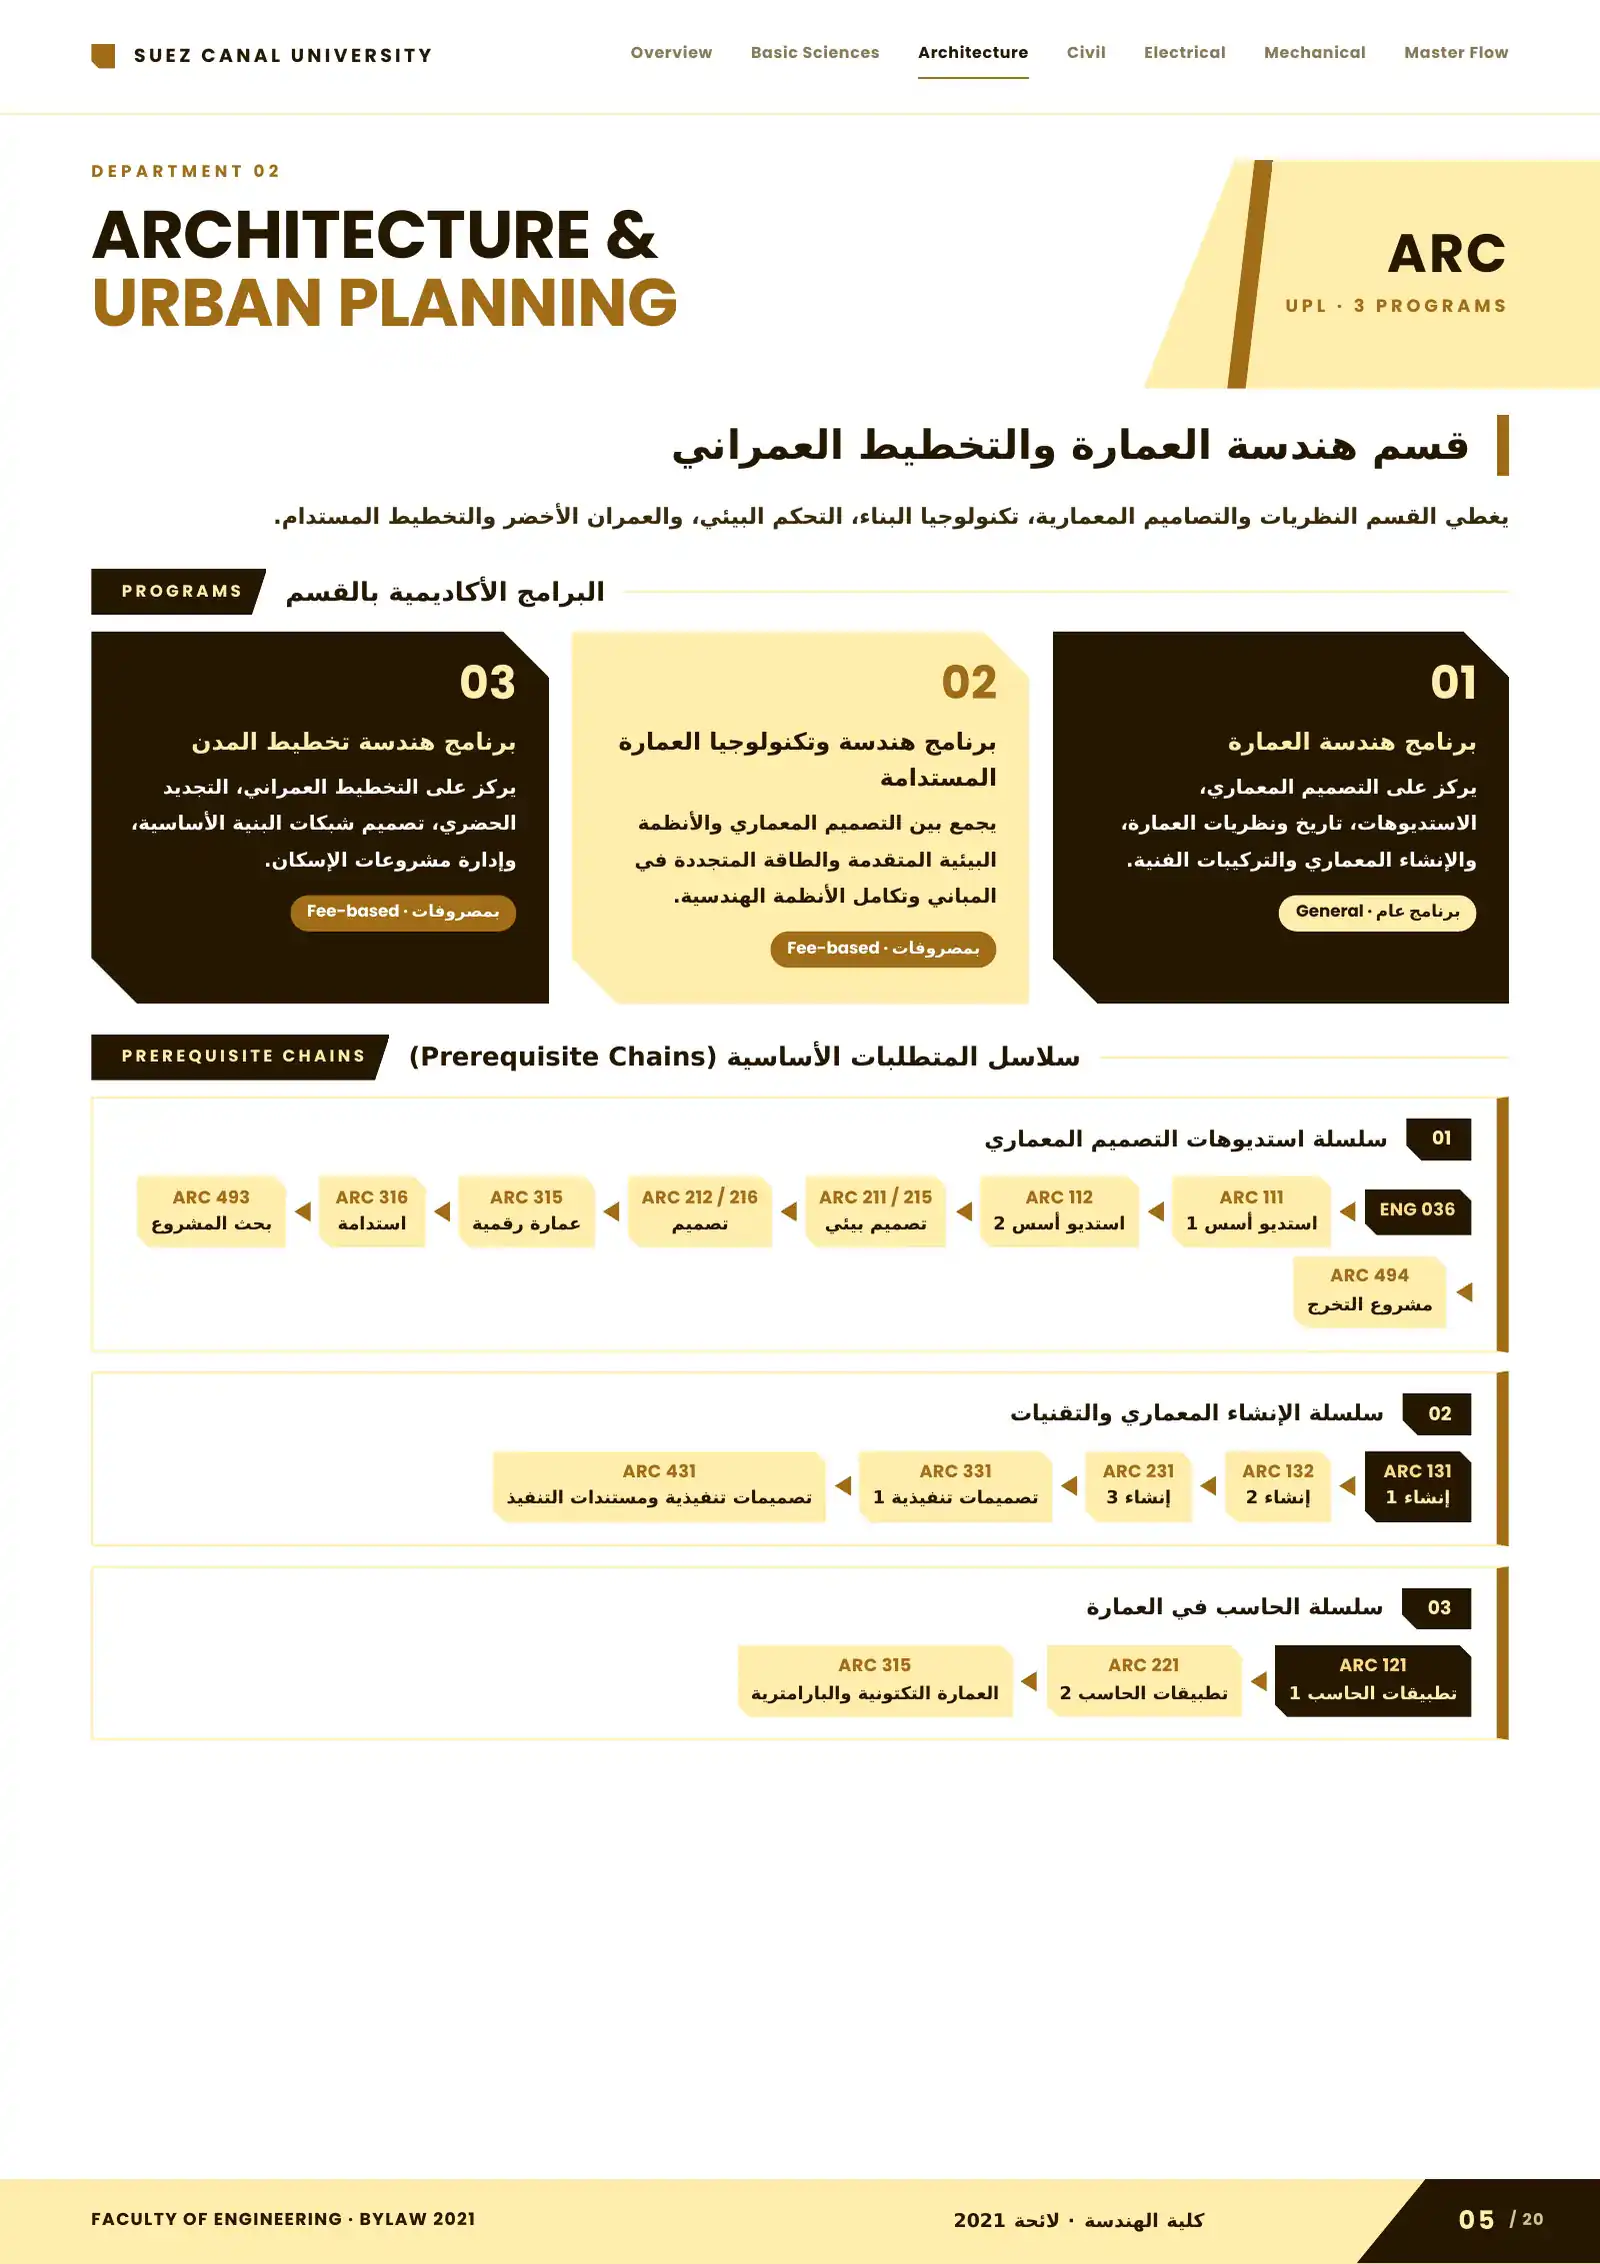 SUEZ CANAL UNIVERSITY
Overview Basic Sciences Architecture Civil Electrical Mechanical Master Flow
DEPARTMENT 02
ARCHITECTURE &
URBAN PLANNING
ARC
UPL · 3 PROGRAMS
قسم هندسة العمارة والتخطيط العمراني
يغطي القسم النظريات والتصاميم المعمارية، تكنولوجيا البناء، التحكم البيئي، والعمران الأخضر والتخطيط المستدام.
PROGRAMS
البرامج الأكاديمية بالقسم
01
برنامج هندسة العمارة
يركز على التصميم المعماري،
الاستديوهات، تاريخ ونظريات العمارة،
والإنشاء المعماري والتركيبات الفنية.
برنامج عام · General
02
برنامج هندسة وتكنولوجيا العمارة
المستدامة
يجمع بين التصميم المعماري والأنظمة
البيئية المتقدمة والطاقة المتجددة في
المباني وتكامل الأنظمة الهندسية.
بمصروفات · Fee-based
03
برنامج هندسة تخطيط المدن
يركز على التخطيط العمراني، التجديد
الحضري، تصميم شبكات البنية الأساسية،
وإدارة مشروعات الإسكان.
بمصروفات · Fee-based
PREREQUISITE CHAINS
سلاسل المتطلبات الأساسية (Prerequisite Chains)
01
سلسلة استديوهات التصميم المعماري
ENG 036
ARC 111
استديو أسس 1
ARC 112
استديو أسس 2
ARC 211 / 215
تصميم بيئي
ARC 212 / 216
تصميم
ARC 315
عمارة رقمية
ARC 316
استدامة
ARC 493
بحث المشروع
ARC 494
مشروع التخرج
02
سلسلة الإنشاء المعماري والتقنيات
ARC 131
إنشاء 1
ARC 132
إنشاء 2
ARC 231
إنشاء 3
ARC 331
تصميمات تنفيذية 1
ARC 431
تصميمات تنفيذية ومستندات التنفيذ
03
سلسلة الحاسب في العمارة
ARC 121
تطبيقات الحاسب 1
ARC 221
تطبيقات الحاسب 2
ARC 315
العمارة التكتونية والبارامترية
FACULTY OF ENGINEERING · BYLAW 2021
كلية الهندسة · لائحة 2021
05 / 20